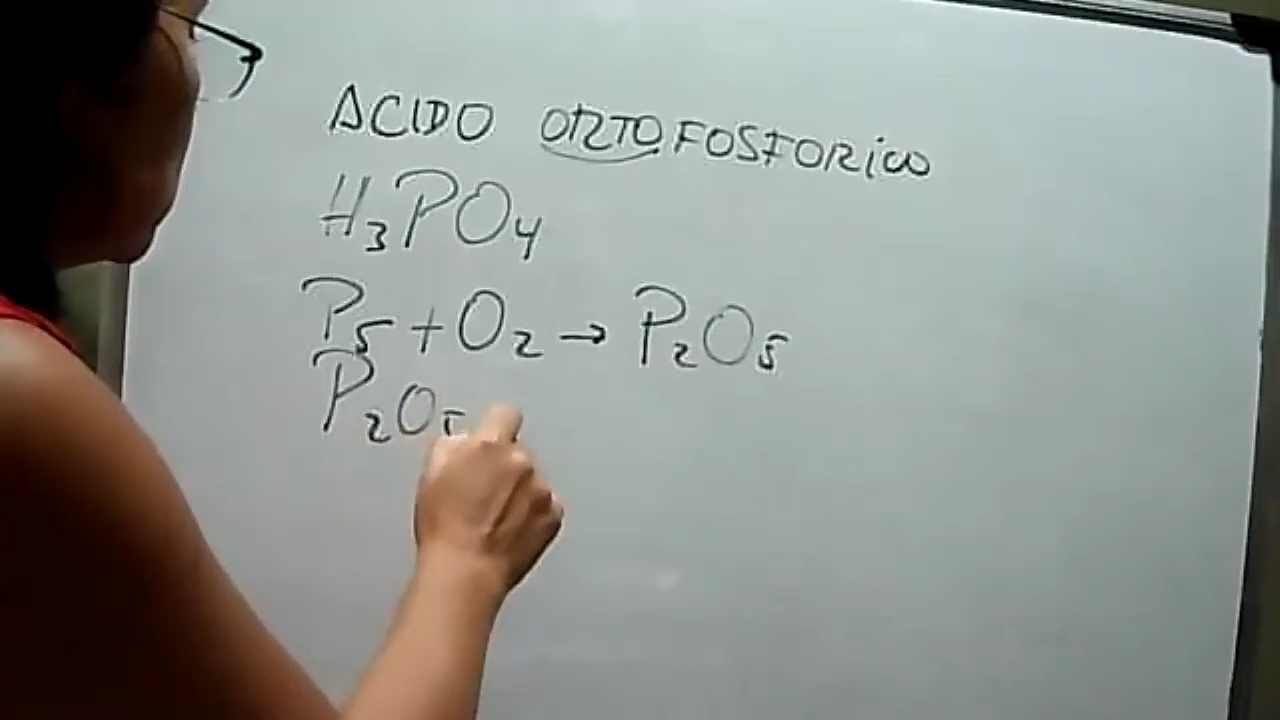 ACIDO ORTOFOSFORICO
H₃PO₄
P₅ + O₂ → P₂O₅
P₂O₅